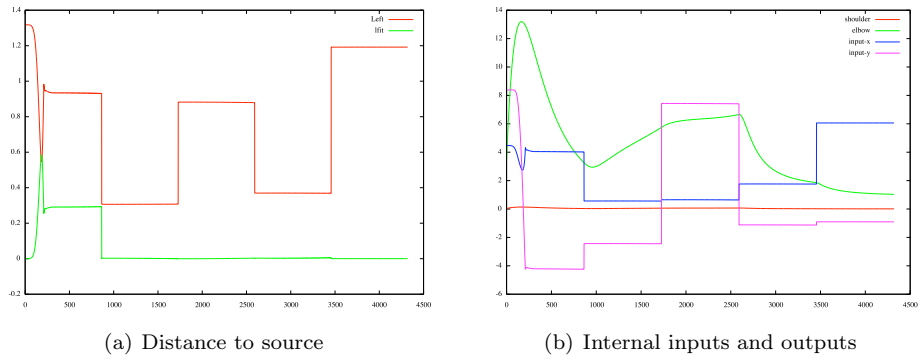 Left
lfit
1.4
1.2
1
0.8
0.6
0.4
0.2
0
-0.2
0 500 1000 1500 2000 2500 3000 3500 4000 4500
(a) Distance to source
shoulder
elbow
input-x
input-y
14
12
10
8
6
4
2
0
-2
-4
-6
0 500 1000 1500 2000 2500 3000 3500 4000 4500
(b) Internal inputs and outputs